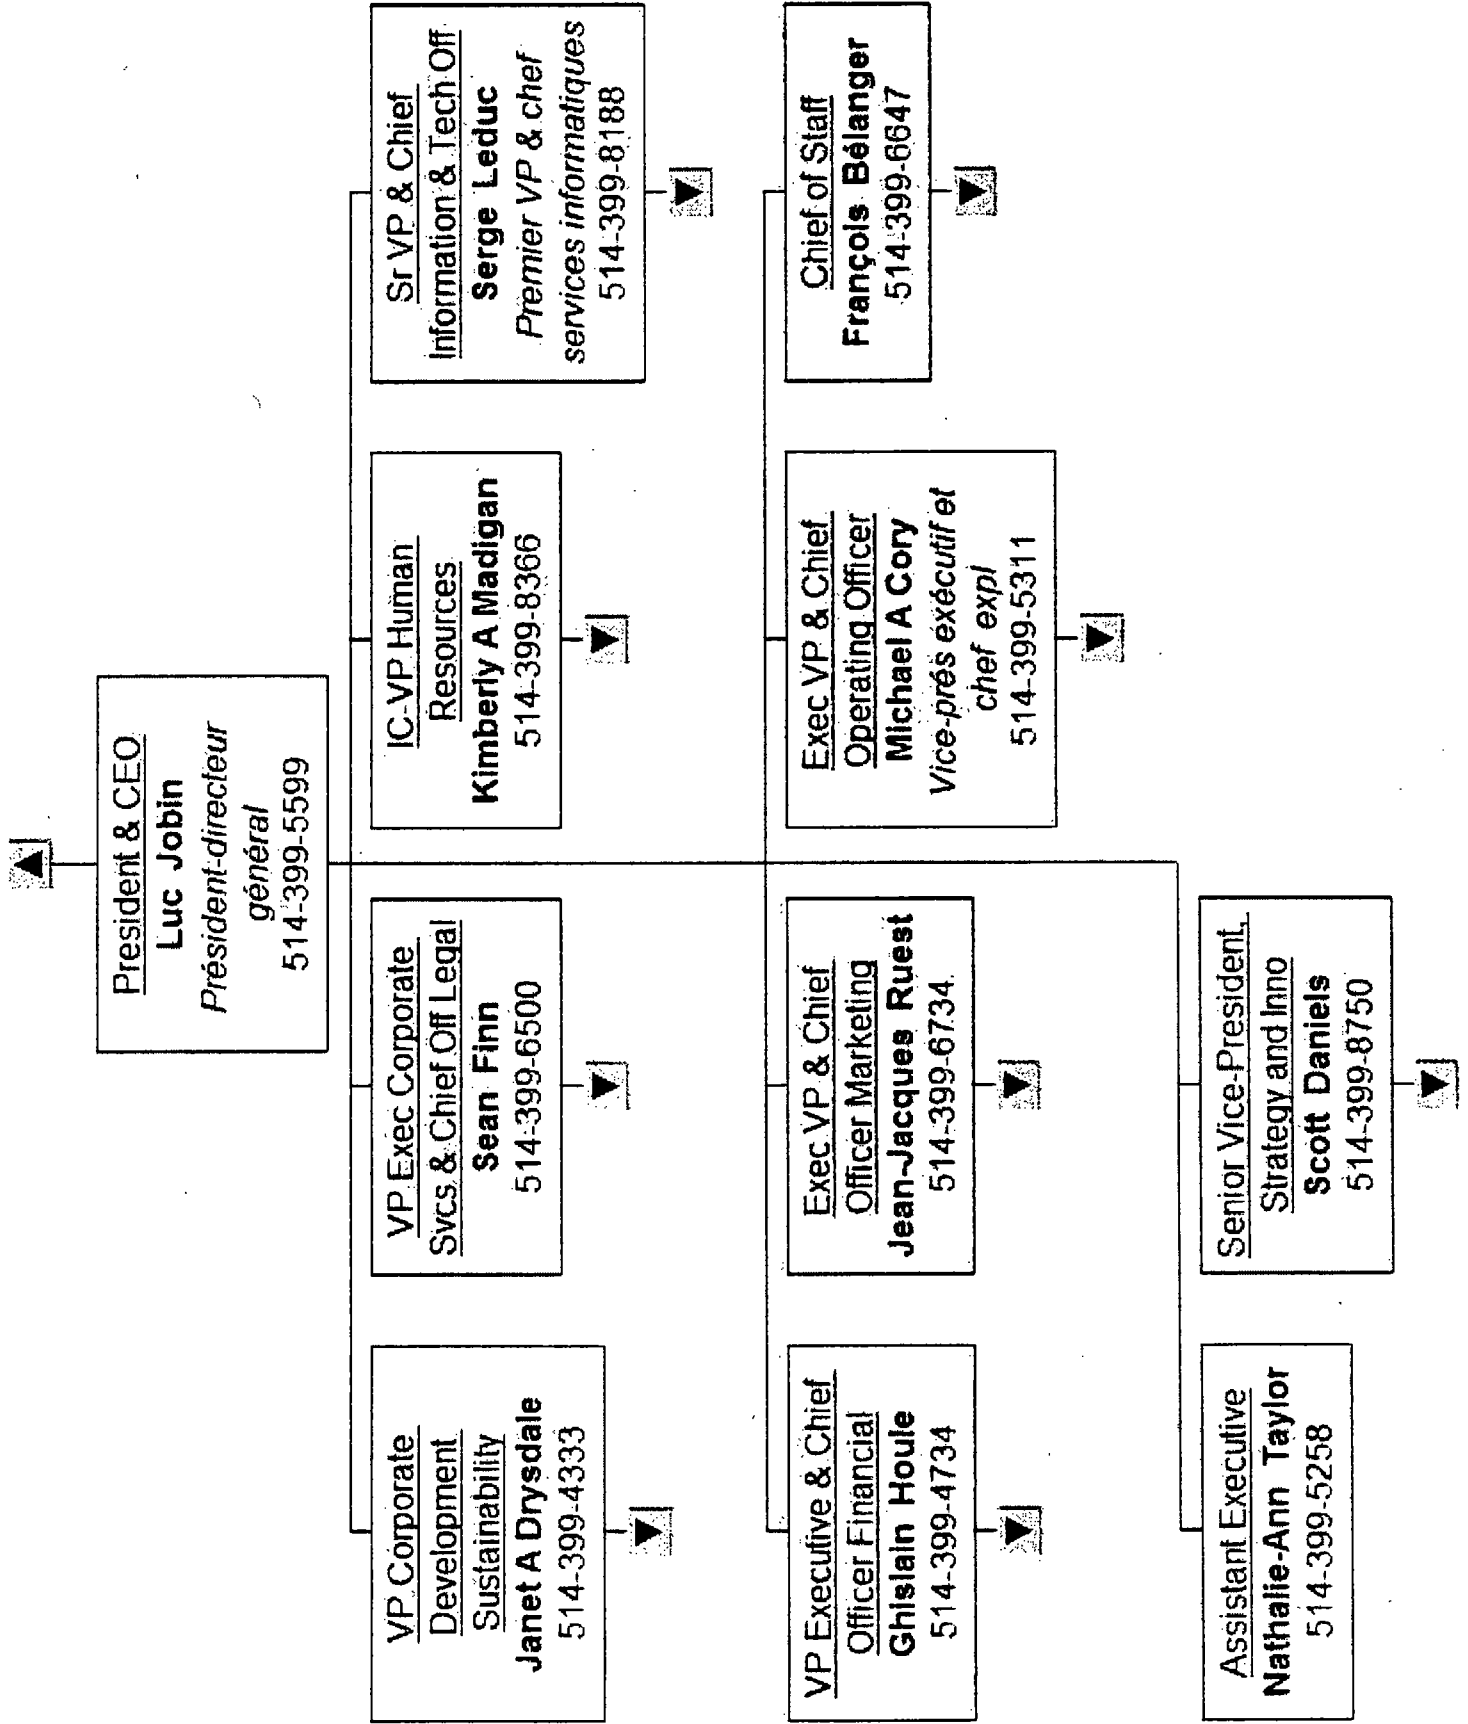 President & CEO
Luc Jobin
Président-directeur
général
514-399-5599
VP Corporate
Development
Sustainability
Janet A Drysdale
514-399-4333
VP Exec Corporate
Svcs & Chief Off Legal
Sean Finn
514-399-6500
IC-VP Human
Resources
Kimberly A Madigan
514-399-8366
Sr VP & Chief
Information & Tech Off
Serge Leduc
Premier VP & chef
services informatiques
514-399-8188
VP Executive & Chief
Officer Financial
Ghislain Houle
514-399-4734
Exec VP & Chief
Officer Marketing
Jean-Jacques Ruest
514-399-6734
Exec VP & Chief
Operating Officer
Michael A Cory
Vice-prés exécutif et
chef expl
514-399-5311
Chief of Staff
François Bélanger
514-399-6647
Assistant Executive
Nathalie-Ann Taylor
514-399-5258
Senior Vice-President,
Strategy and Inno
Scott Daniels
514-399-8750